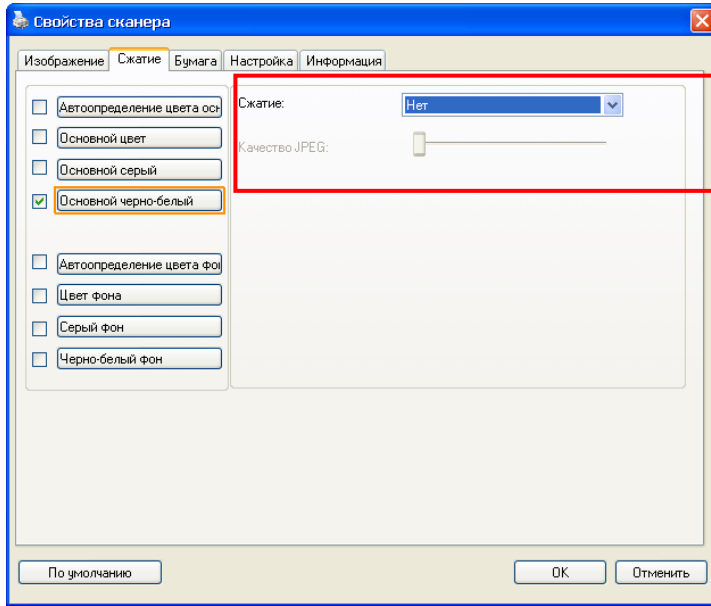 Свойства сканера
Изображение Сжатие Бумага Настройка Информация
Автоопределение цвета осн
Основной цвет
Основной серый
Основной черно-белый
Автоопределение цвета фон
Цвет фона
Серый фон
Черно-белый фон
Сжатие: Нет
Качество JPEG:
По умолчанию OK Отменить